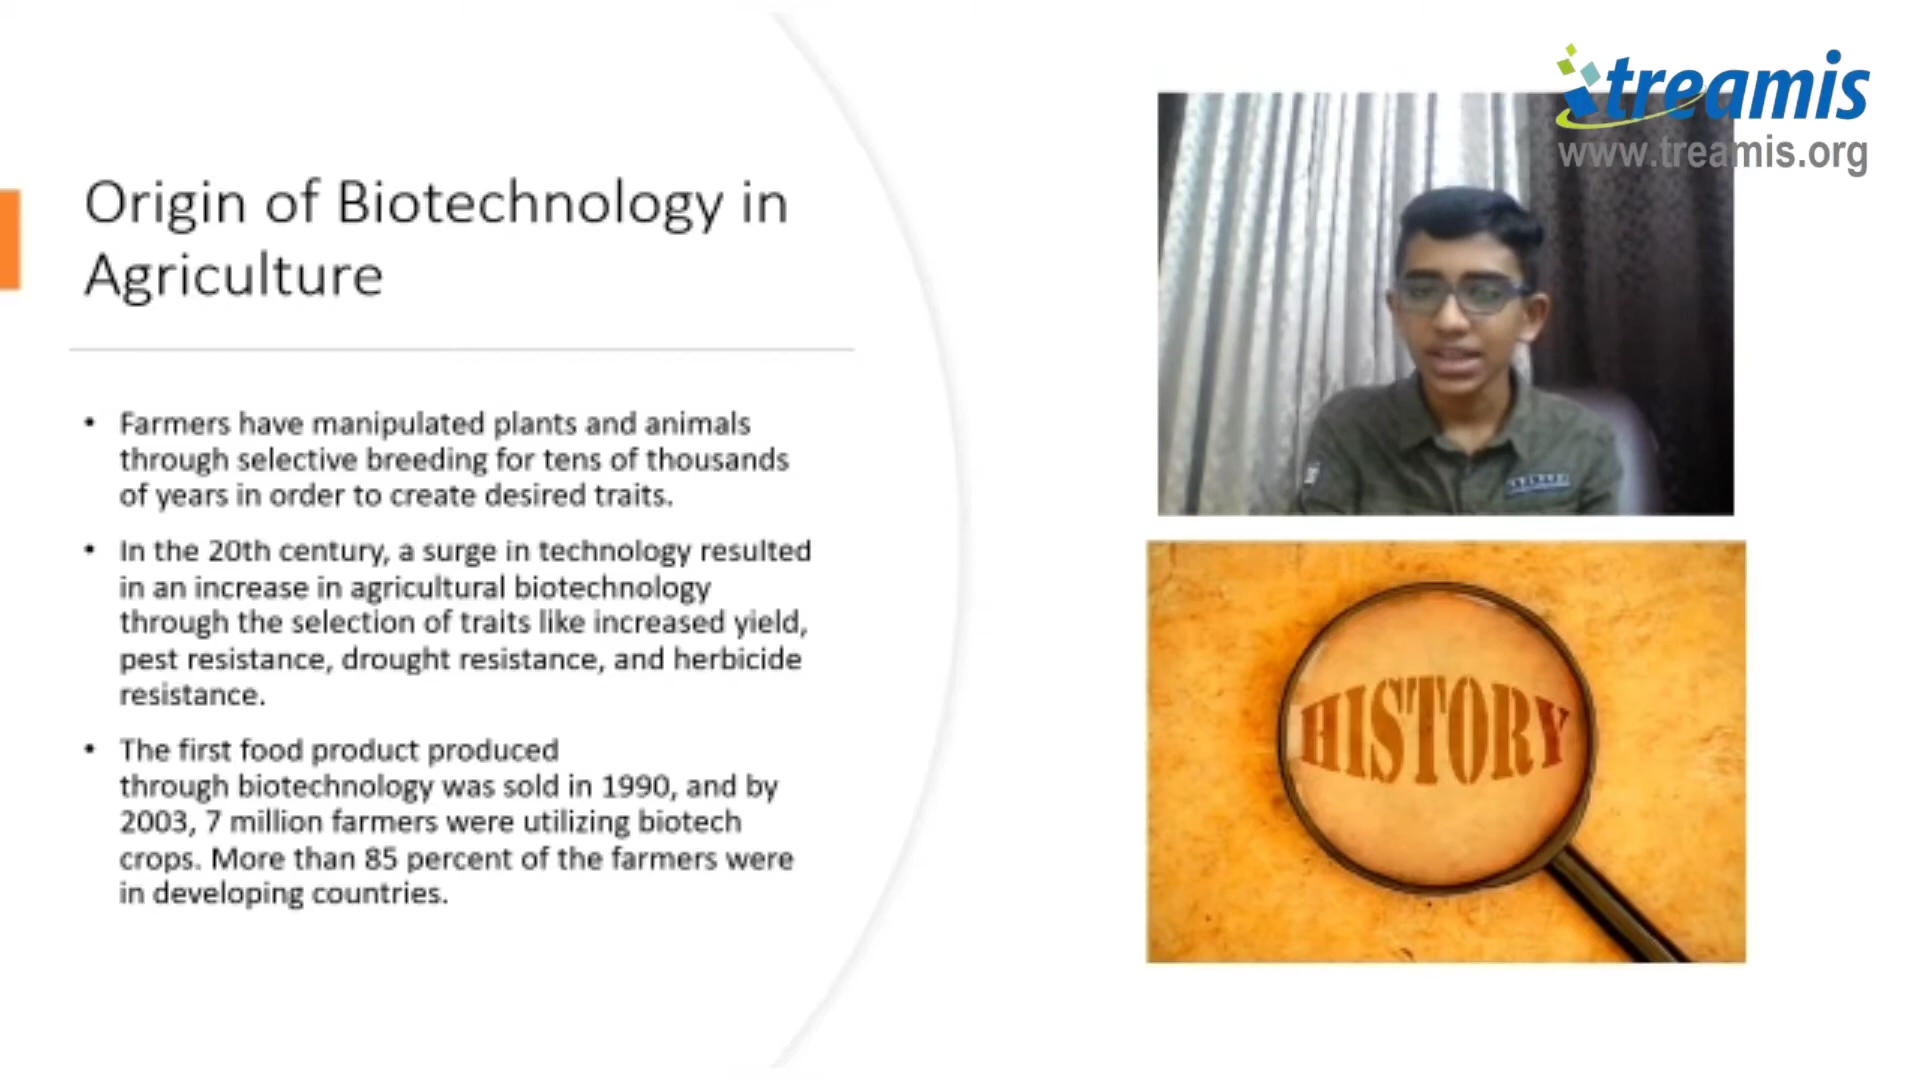 treamis
www.treamis.org
Origin of Biotechnology in
Agriculture
• Farmers have manipulated plants and animals
through selective breeding for tens of thousands
of years in order to create desired traits.
• In the 20th century, a surge in technology resulted
in an increase in agricultural biotechnology
through the selection of traits like increased yield,
pest resistance, drought resistance, and herbicide
resistance.
• The first food product produced
through biotechnology was sold in 1990, and by
2003, 7 million farmers were utilizing biotech
crops. More than 85 percent of the farmers were
in developing countries.
HISTORY